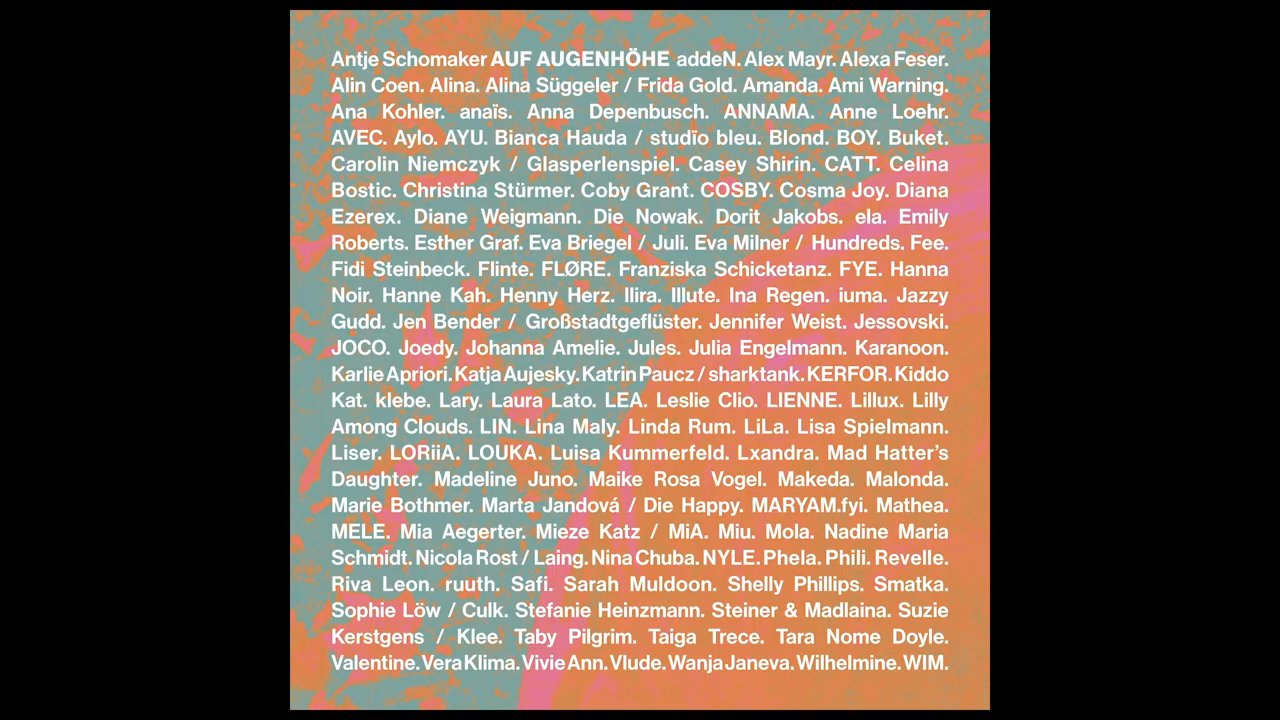 Antje Schomaker AUF AUGENHÖHE addeN. Alex Mayr. Alexa Feser.
Alin Coen. Alina. Alina Süggeler / Frida Gold. Amanda. Ami Warning.
Ana Kohler. anaïs. Anna Depenbusch. ANNAMA. Anne Loehr.
AVEC. Aylo. AYU. Bianca Hauda / studïo bleu. Blond. BOY. Buket.
Carolin Niemczyk / Glasperlenspiel. Casey Shirin. CATT. Celina
Bostic. Christina Stürmer. Coby Grant. COSBY. Cosma Joy. Diana
Ezerex. Diane Weigmann. Die Nowak. Dorit Jakobs. ela. Emily
Roberts. Esther Graf. Eva Briegel / Juli. Eva Milner / Hundreds. Fee.
Fidi Steinbeck. Flinte. FLØRE. Franziska Schicketanz. FYE. Hanna
Noir. Hanne Kah. Henny Herz. Ilira. Illute. Ina Regen. iuma. Jazzy
Gudd. Jen Bender / Großstadtgeflüster. Jennifer Weist. Jessovski.
JOCO. Joedy. Johanna Amelie. Jules. Julia Engelmann. Karanoon.
Karlie Apriori. Katja Aujesky. Katrin Paucz / sharktank. KERFOR. Kiddo
Kat. klebe. Lary. Laura Lato. LEA. Leslie Clio. LIENNE. Lillux. Lilly
Among Clouds. LIN. Lina Maly. Linda Rum. LiLa. Lisa Spielmann.
Liser. LORiiA. LOUKA. Luisa Kummerfeld. Lxandra. Mad Hatter's
Daughter. Madeline Juno. Maike Rosa Vogel. Makeda. Malonda.
Marie Bothmer. Marta Jandová / Die Happy. MARYAM.fyi. Mathea.
MELE. Mia Aegerter. Mieze Katz / MiA. Miu. Mola. Nadine Maria
Schmidt. Nicola Rost / Laing. Nina Chuba. NYLE. Phela. Phili. Revelle.
Riva Leon. ruuth. Safi. Sarah Muldoon. Shelly Phillips. Smatka.
Sophie Löw / Culk. Stefanie Heinzmann. Steiner & Madlaina. Suzie
Kerstgens / Klee. Taby Pilgrim. Taiga Trece. Tara Nome Doyle.
Valentine. Vera Klima. Vivie Ann. Vlude. Wanja Janeva. Wilhelmine. WIM.